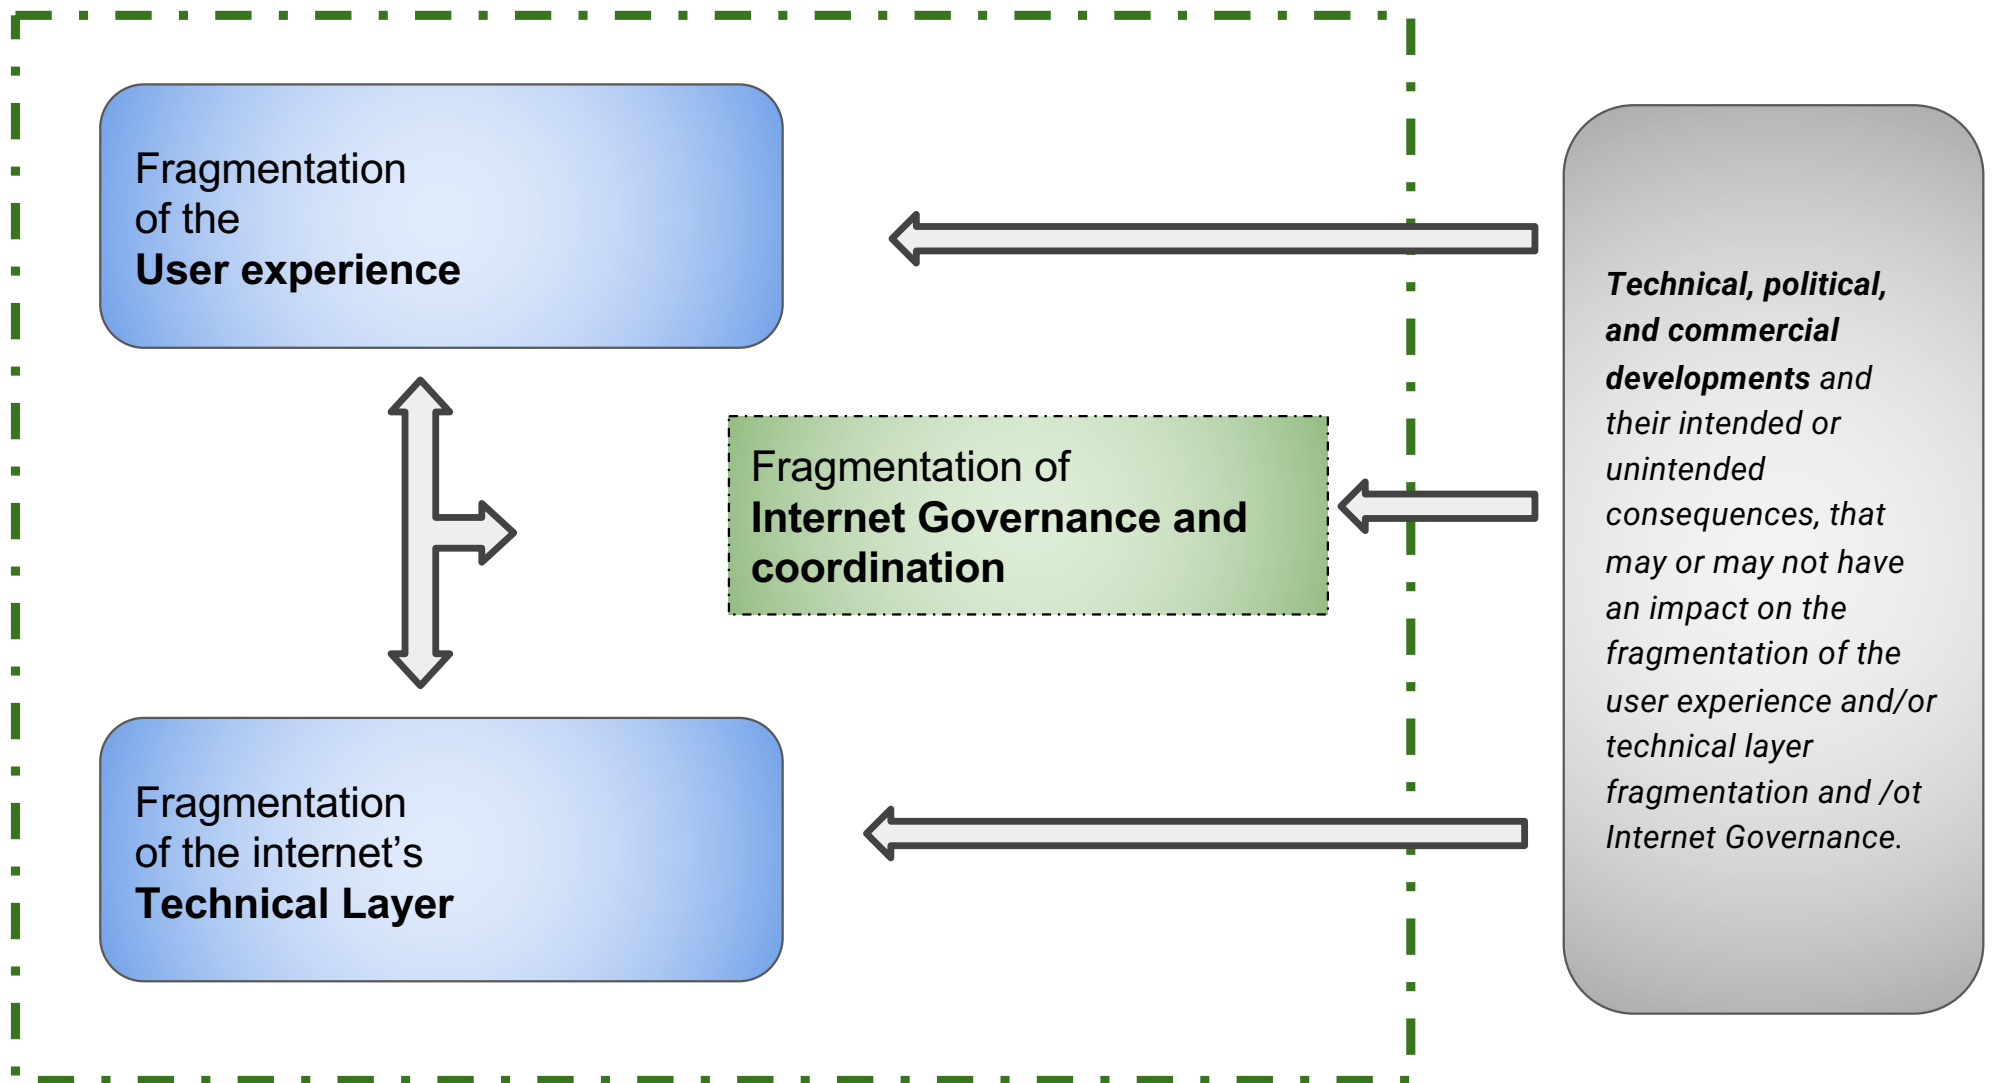 Fragmentation
of the
User experience
Fragmentation of
Internet Governance and
coordination
Fragmentation
of the internet’s
Technical Layer
Technical, political,
and commercial
developments and
their intended or
unintended
consequences, that
may or may not have
an impact on the
fragmentation of the
user experience and/or
technical layer
fragmentation and /ot
Internet Governance.